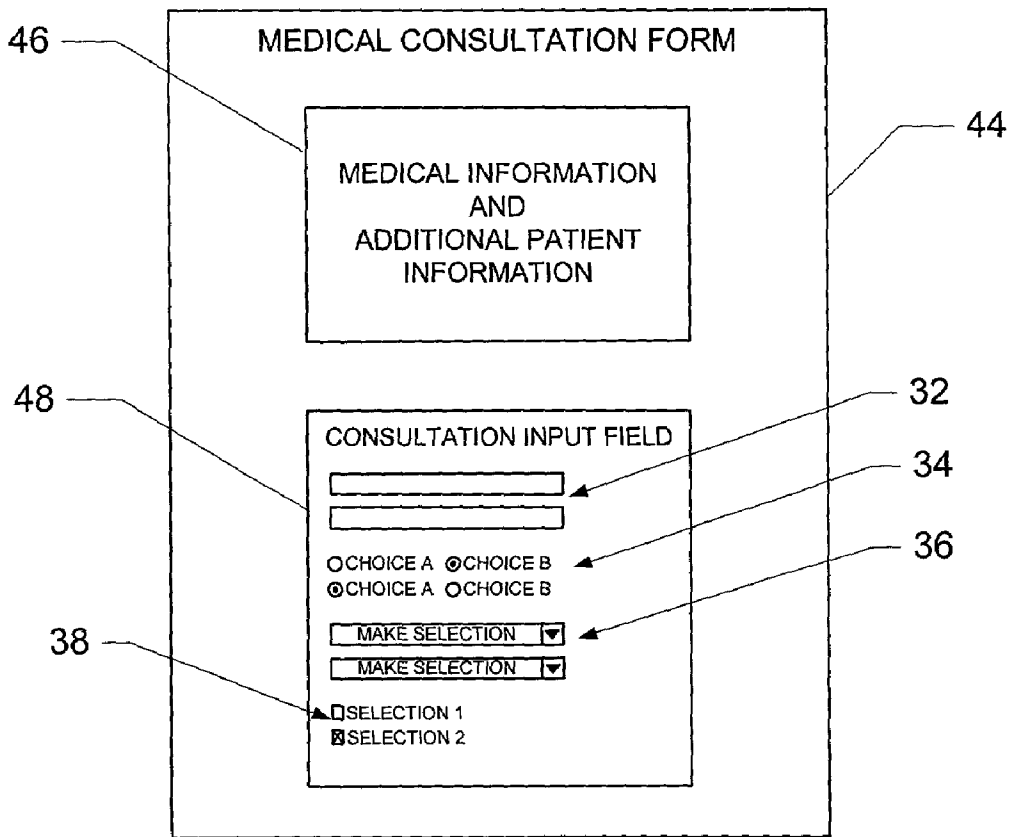 46
MEDICAL CONSULTATION FORM
44
MEDICAL INFORMATION
AND
ADDITIONAL PATIENT
INFORMATION
48
32
CONSULTATION INPUT FIELD
34
CHOICE A CHOICE B
36
CHOICE A CHOICE B
MAKE SELECTION
38
MAKE SELECTION
SELECTION 1
SELECTION 2